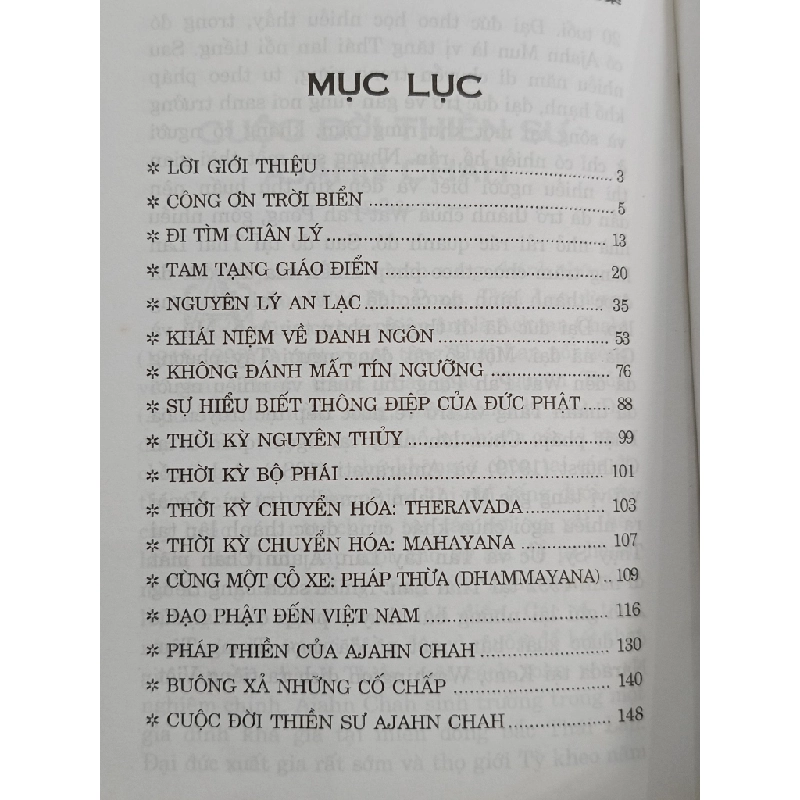 MỤC LỤC
✲ LỜI GIỚI THIỆU 3
✲ CÔNG ƠN TRỜI BIỂN 5
✲ ĐI TÌM CHÂN LÝ 13
✲ TAM TẠNG GIÁO ĐIỂN 20
✲ NGUYÊN LÝ AN LẠC 35
✲ KHÁI NIỆM VỀ DANH NGÔN 53
✲ KHÔNG ĐÁNH MẤT TÍN NGƯỠNG 76
✲ SỰ HIỂU BIẾT THÔNG ĐIỆP CỦA ĐỨC PHẬT 88
✲ THỜI KỲ NGUYÊN THỦY 99
✲ THỜI KỲ BỘ PHÁI 101
✲ THỜI KỲ CHUYỂN HÓA: THERAVADA 103
✲ THỜI KỲ CHUYỂN HÓA: MAHAYANA 107
✲ CÙNG MỘT CỖ XE: PHÁP THỪA (DHAMMAYANA) 109
✲ ĐẠO PHẬT ĐẾN VIỆT NAM 116
✲ PHÁP THIỀN CỦA AJAHN CHAH 130
✲ BUÔNG XẢ NHỮNG CỐ CHẤP 140
✲ CUỘC ĐỜI THIỀN SƯ AJAHN CHAH 148